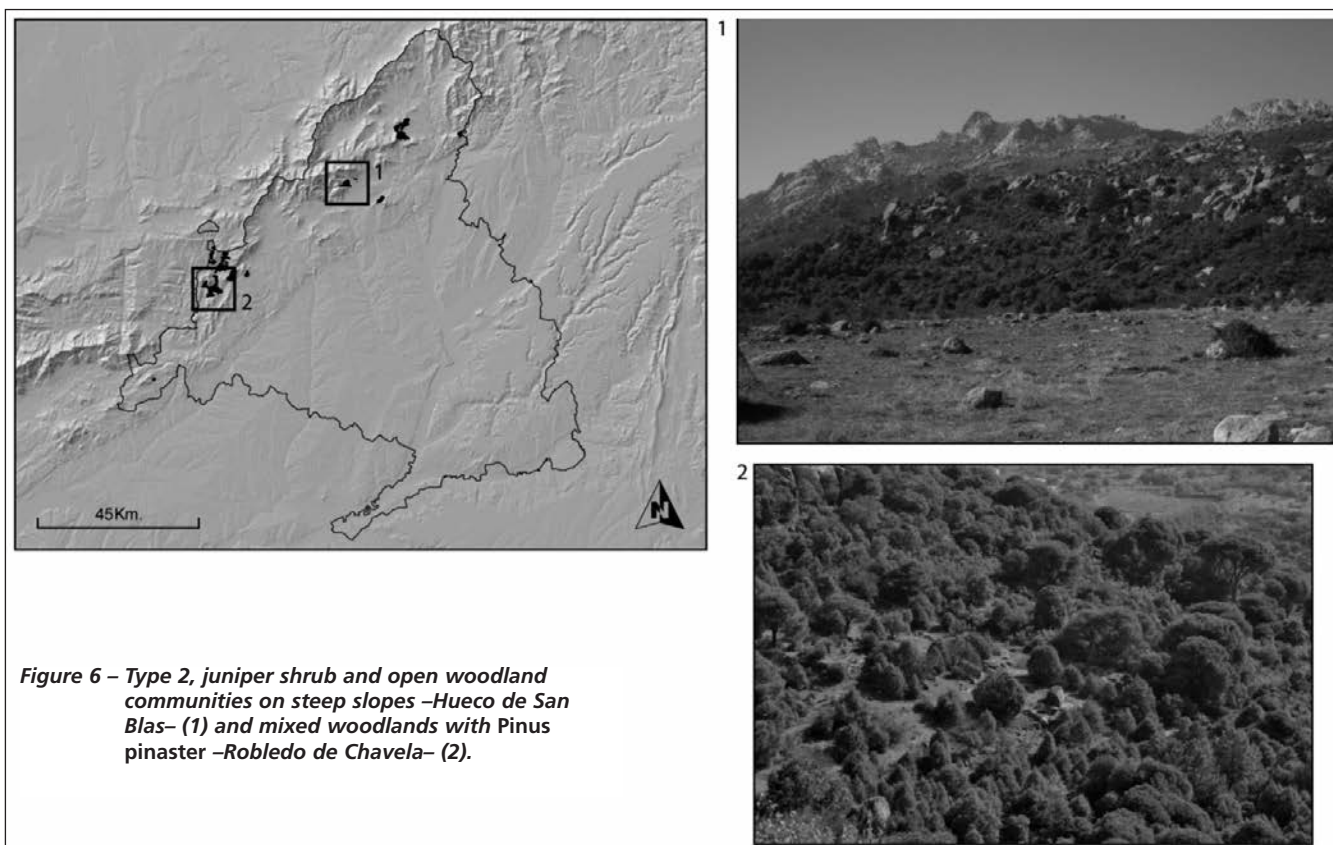 1
1
2
45Km.
N
2
Figure 6 – Type 2, juniper shrub and open woodland
communities on steep slopes –Hueco de San
Blas– (1) and mixed woodlands with Pinus
pinaster –Robledo de Chavela– (2).